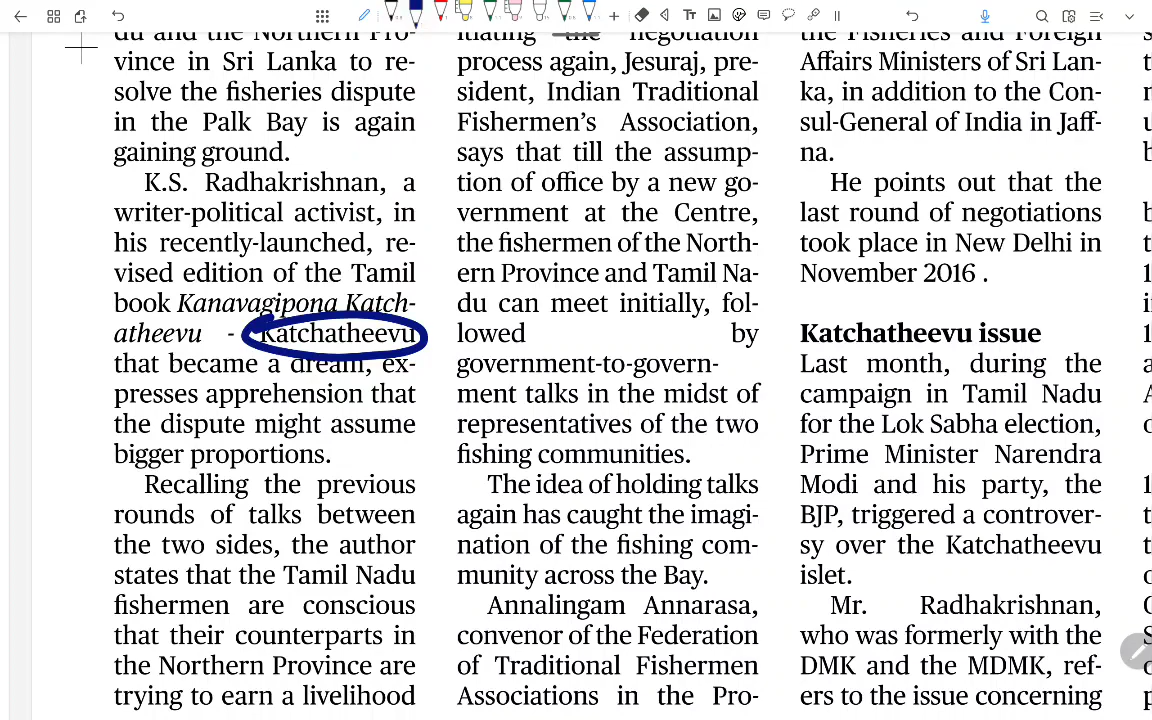 du and the Northern Pro-
vince in Sri Lanka to re-
solve the fisheries dispute
in the Palk Bay is again
gaining ground.
K.S. Radhakrishnan, a
writer-political activist, in
his recently-launched, re-
vised edition of the Tamil
book Kanavagipona Katch-
atheevu - Katchatheevu
that became a dream, ex-
presses apprehension that
the dispute might assume
bigger proportions.
Recalling the previous
rounds of talks between
the two sides, the author
states that the Tamil Nadu
fishermen are conscious
that their counterparts in
the Northern Province are
trying to earn a livelihood
itiating the negotiation
process again, Jesuraj, pre-
sident, Indian Traditional
Fishermen's Association,
says that till the assump-
tion of office by a new go-
vernment at the Centre,
the fishermen of the North-
ern Province and Tamil Na-
du can meet initially, fol-
lowed by
government-to-govern-
ment talks in the midst of
representatives of the two
fishing communities.
The idea of holding talks
again has caught the imagi-
nation of the fishing com-
munity across the Bay.
Annalingam Annarasa,
convenor of the Federation
of Traditional Fishermen
Associations in the Pro-
the Fisheries and Foreign
Affairs Ministers of Sri Lan-
ka, in addition to the Con-
sul-General of India in Jaff-
na.
He points out that the
last round of negotiations
took place in New Delhi in
November 2016 .
Katchatheevu issue
Last month, during the
campaign in Tamil Nadu
for the Lok Sabha election,
Prime Minister Narendra
Modi and his party, the
BJP, triggered a controver-
sy over the Katchatheevu
islet.
Mr. Radhakrishnan,
who was formerly with the
DMK and the MDMK, ref-
ers to the issue concerning